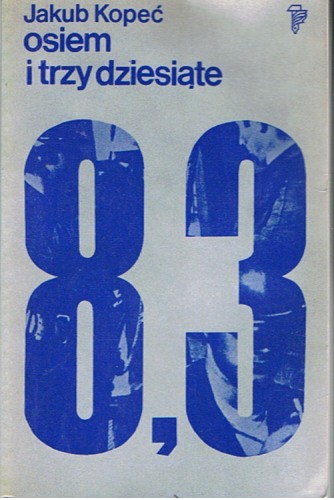 Jakub Kopeć
osiem
i trzy dziesiąte
8,3